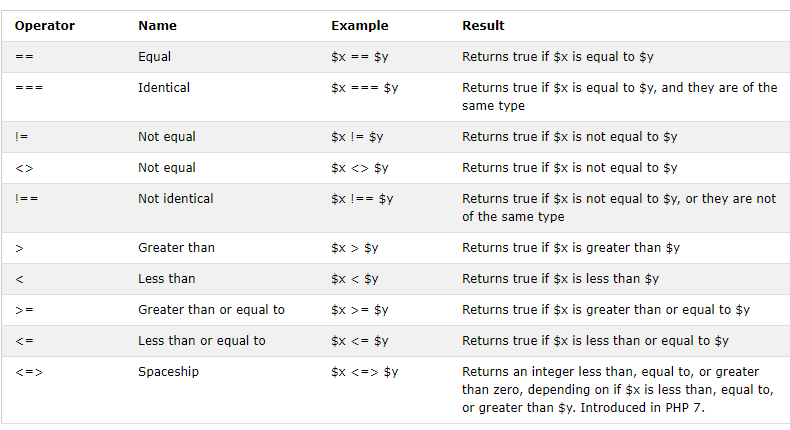 Operator Name Example Result
== Equal $x == $y Returns true if $x is equal to $y
=== Identical $x === $y Returns true if $x is equal to $y, and they are of the
same type
!= Not equal $x != $y Returns true if $x is not equal to $y
<> Not equal $x <> $y Returns true if $x is not equal to $y
!== Not identical $x !== $y Returns true if $x is not equal to $y, or they are not
of the same type
> Greater than $x > $y Returns true if $x is greater than $y
< Less than $x < $y Returns true if $x is less than $y
>= Greater than or equal to $x >= $y Returns true if $x is greater than or equal to $y
<= Less than or equal to $x <= $y Returns true if $x is less than or equal to $y
<=> Spaceship $x <=> $y Returns an integer less than, equal to, or greater
than zero, depending on if $x is less than, equal to,
or greater than $y. Introduced in PHP 7.